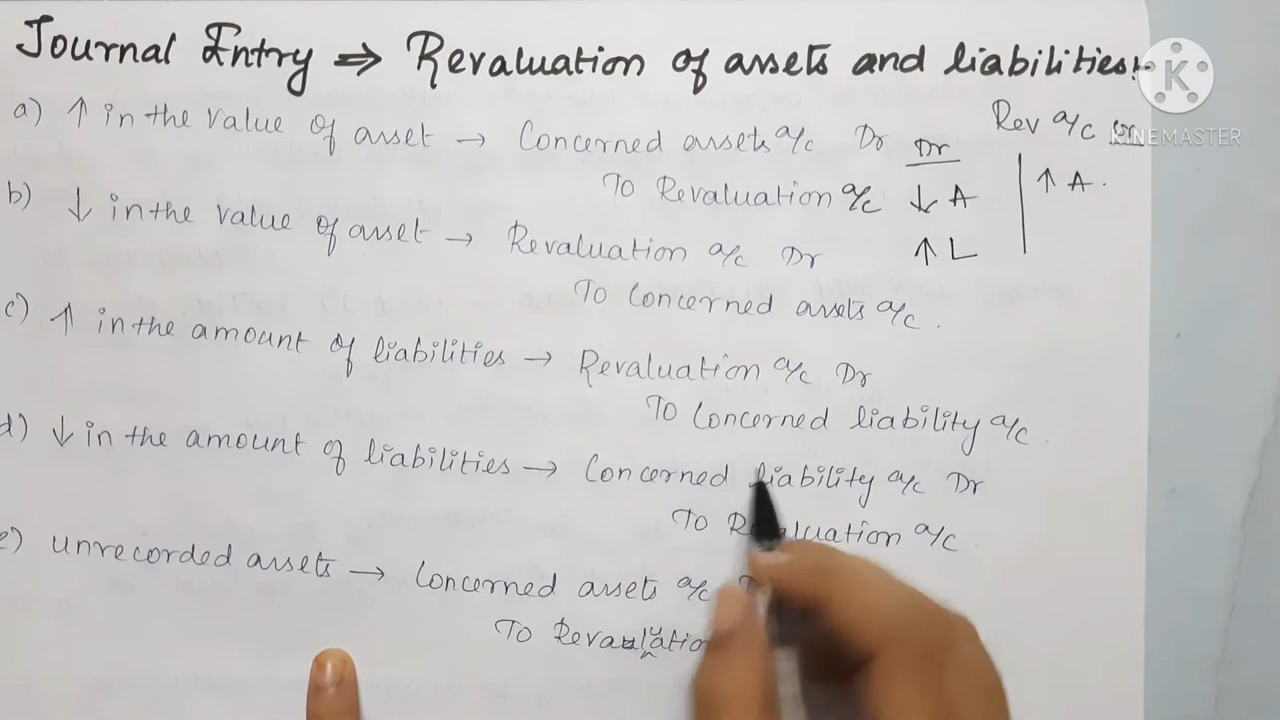 Journal Entry ⇒ Revaluation of assets and liabilities:-
a) ↑ in the value of asset → Concerned assets a/c Dr
To Revaluation a/c
b) ↓ in the value of asset → Revaluation a/c Dr
To Concerned assets a/c.
c) ↑ in the amount of liabilities → Revaluation a/c Dr
To Concerned liability a/c.
d) ↓ in the amount of liabilities → Concerned liability a/c Dr
To Revaluation a/c.
e) unrecorded assets → Concerned assets a/c
To Revaluation
Rev a/c
Dr
↓ A
↑ A.
↑ L
K
KINEMASTER